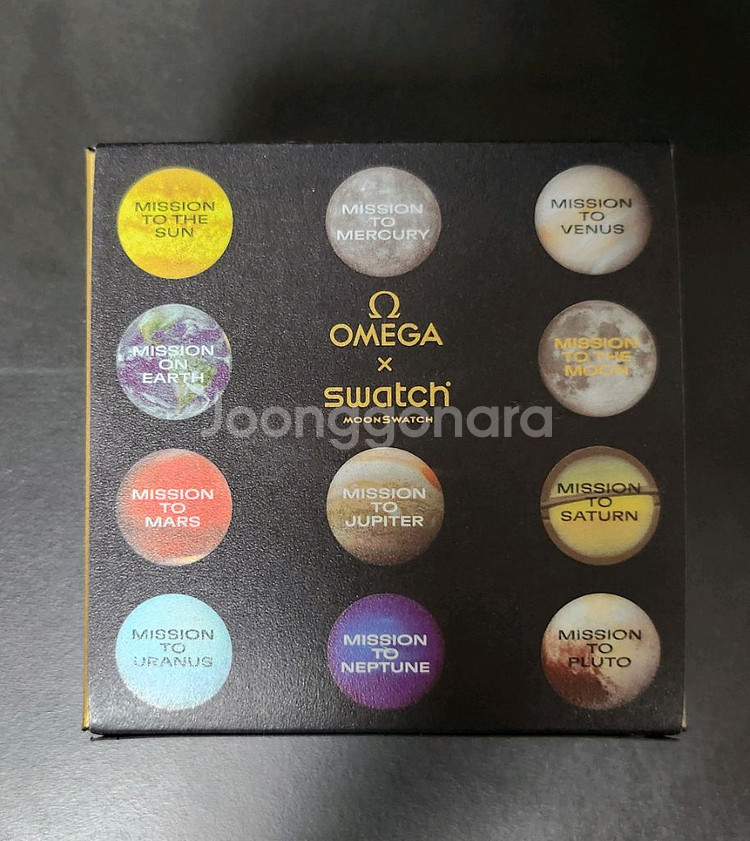 MISSION
TO THE
SUN
MISSION
TO
MERCURY
MISSION
TO
VENUS
MISSION
ON
EARTH
Ω
OMEGA
×
swatch
MOONSWATCH
MISSION
TO THE
MOON
Joonggonara
MISSION
TO
MARS
MISSION
TO
JUPITER
MISSION
TO
SATURN
MISSION
TO
URANUS
MISSION
TO
NEPTUNE
MISSION
TO
PLUTO